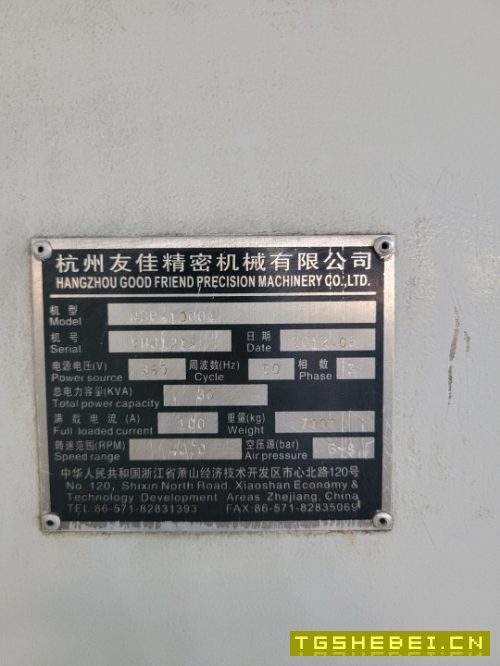 杭州友佳精密机械有限公司
HANGZHOU GOOD FRIEND PRECISION MACHINERY CO.,LTD.
机型
Model
机号 日期 2012.05
Serial Date
电源电压(V) 周波数(Hz) 50 相数 3
Power source 380 Cycle Phase
总电力容量(KVA) 30
Total power capacity
满载电流(A) 100 重量(kg)
Full loaded current Weight
转速范围(RPM) 空压源(bar)
Speed range Air pressure
中华人民共和国浙江省萧山经济技术开发区市心北路120号
No. 120, Shixin North Road, Xiaoshan Economy &
Technology Development Areas Zhejiang, China
TEL:86-571-82831393 FAX:86-571-82835069
TGSHEBEI.CN